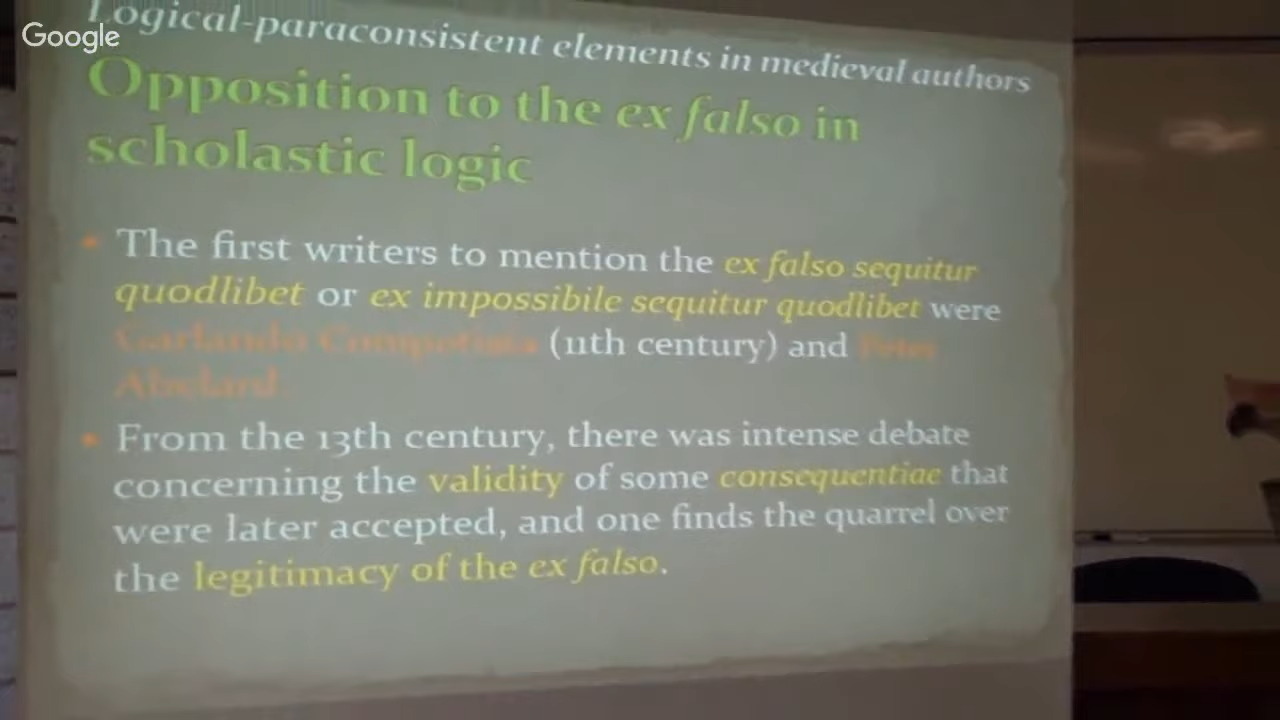 Google
Logical-paraconsistent elements in medieval authors
Opposition to the ex falso in
scholastic logic
• The first writers to mention the ex falso sequitur
quodlibet or ex impossibile sequitur quodlibet were
Garlando (11th century) and Peter
Abelard.
• From the 13th century, there was intense debate
concerning the validity of some consequentiae that
were later accepted, and one finds the quarrel over
the legitimacy of the ex falso.